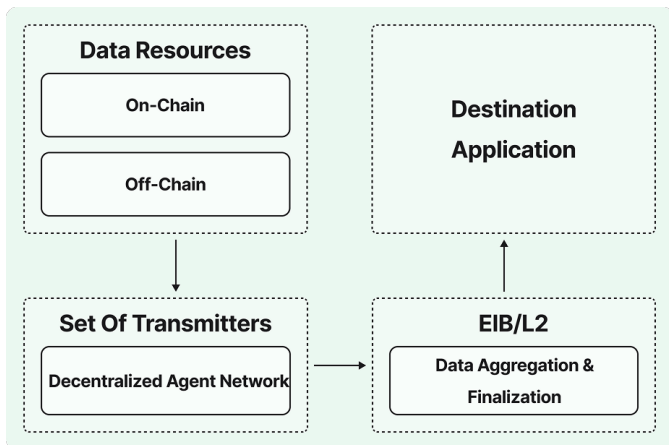 Data Resources
On-Chain
Off-Chain
Set Of Transmitters
Decentralized Agent Network
EIB/L2
Data Aggregation &
Finalization
Destination
Application